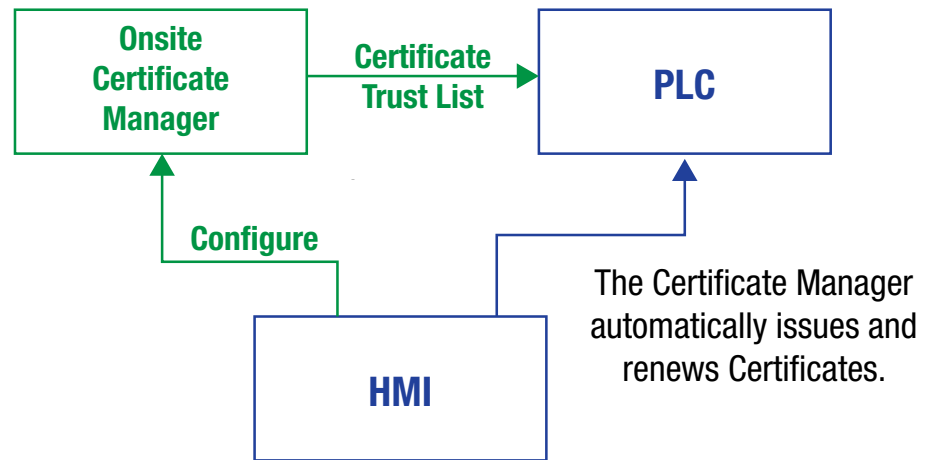 Onsite
Certificate
Manager
Certificate
Trust List
PLC
Configure
The Certificate Manager
automatically issues and
renews Certificates.
HMI